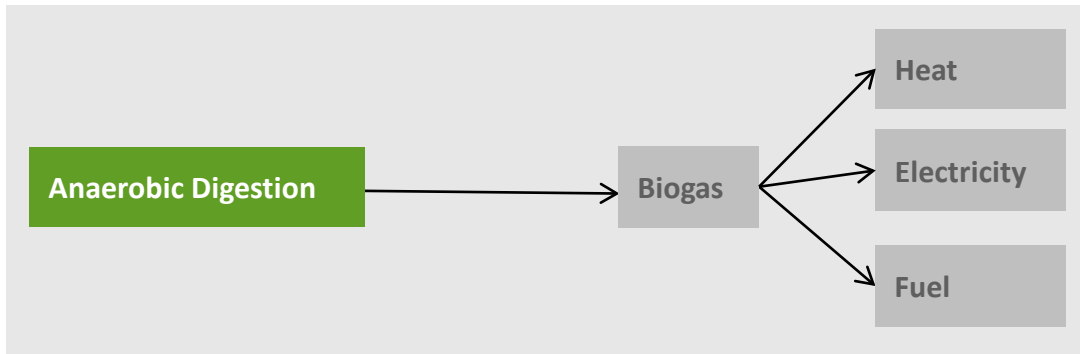 Anaerobic Digestion
Biogas
Heat
Electricity
Fuel